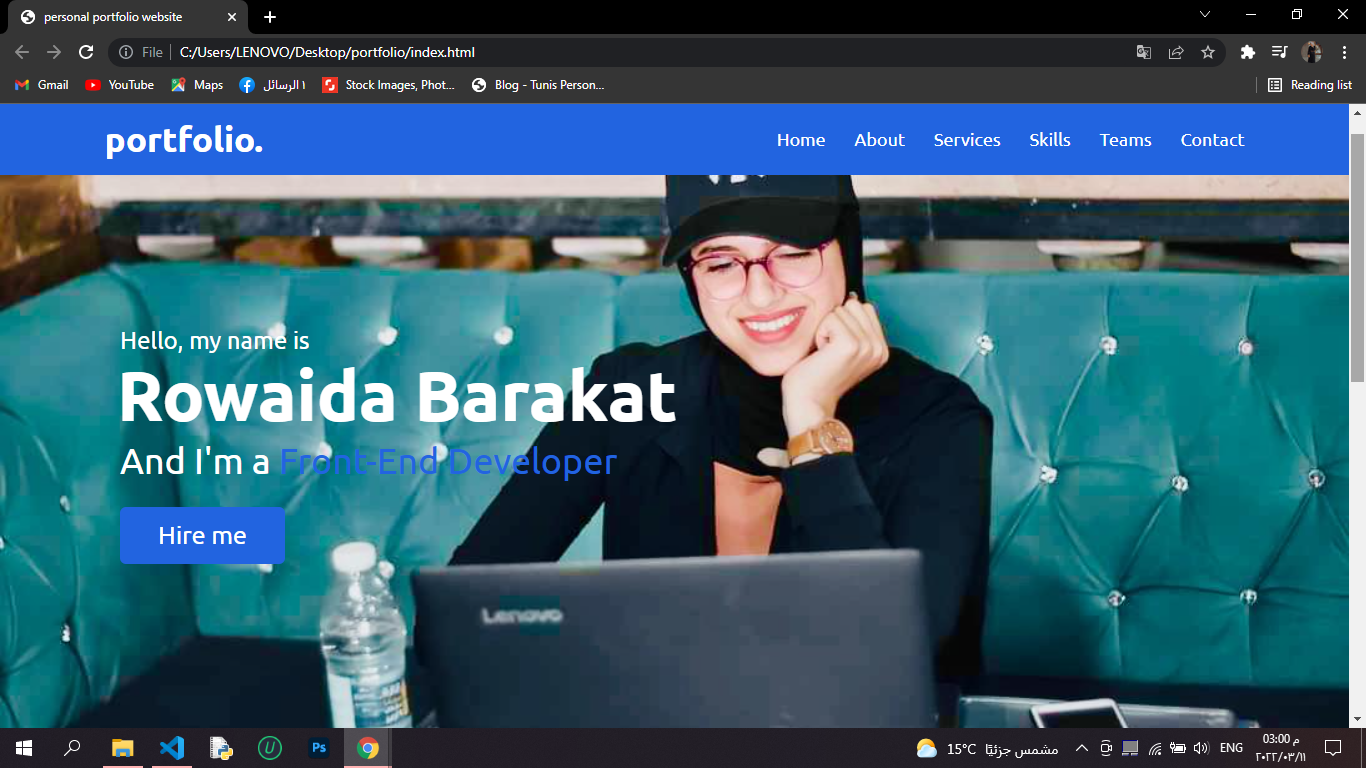 personal portfolio website
File
C:/Users/LENOVO/Desktop/portfolio/index.html
Gmail
YouTube
Maps
١ الرسائل
Stock Images, Phot...
Blog - Tunis Person...
Reading list
portfolio.
Home
About
Services
Skills
Teams
Contact
Hello, my name is
Rowaida Barakat
And I'm a Front-End Developer
Hire me
Lenovo
Ps
15°C مشمس جزئيًا
ENG
03:00 م
٢٠٢٢/٠٣/١١